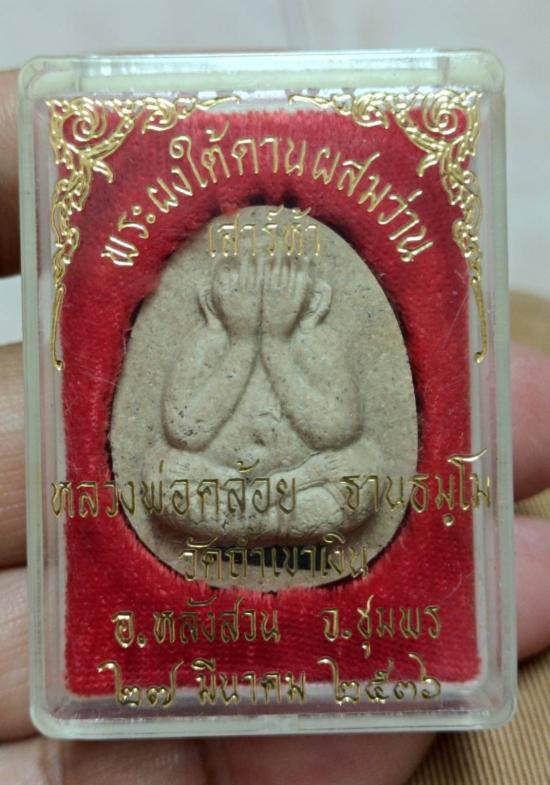 พระผงใต้ดานผสมว่าน
เสาร์ห้า
หลวงพ่อคล้อย ฐานธมฺโม
วัดถ้ำเขาเงิน
อ.หลังสวน จ.ชุมพร
๒๗ มีนาคม ๒๕๓๖